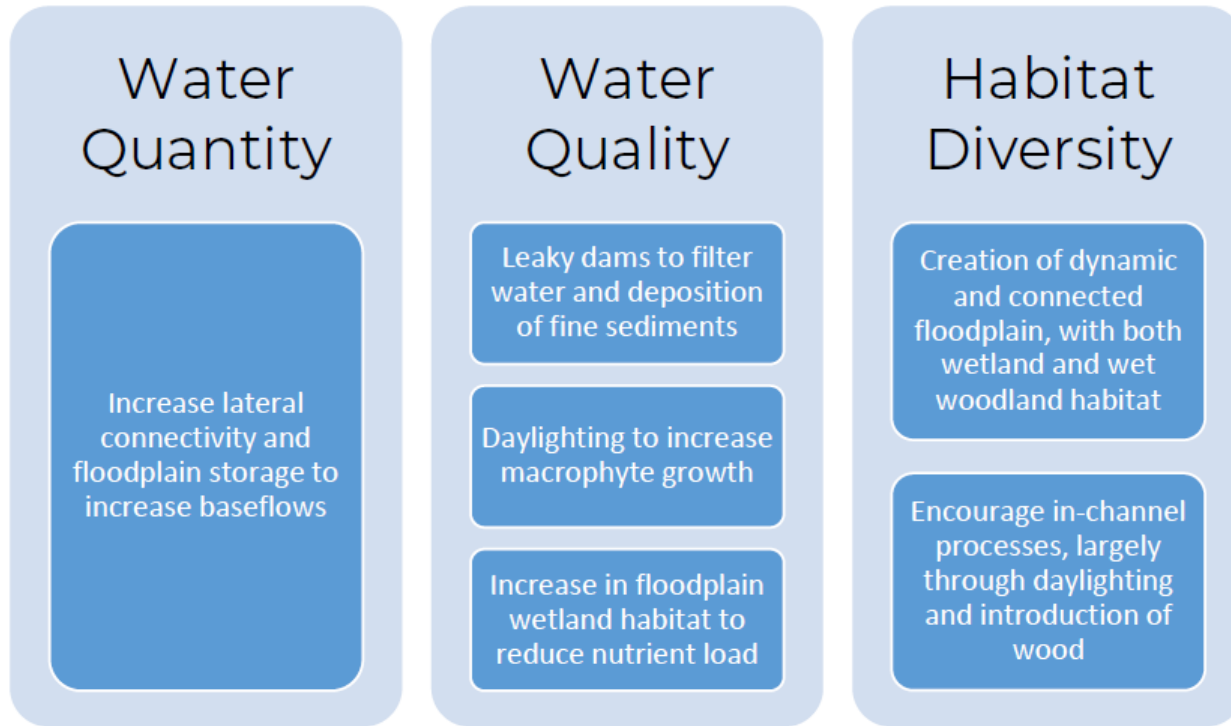 Water
Quantity
Increase lateral
connectivity and
floodplain storage to
increase baseflows
Water
Quality
Leaky dams to filter
water and deposition
of fine sediments
Daylighting to increase
macrophyte growth
Increase in floodplain
wetland habitat to
reduce nutrient load
Habitat
Diversity
Creation of dynamic
and connected
floodplain, with both
wetland and wet
woodland habitat
Encourage in-channel
processes, largely
through daylighting
and introduction of
wood